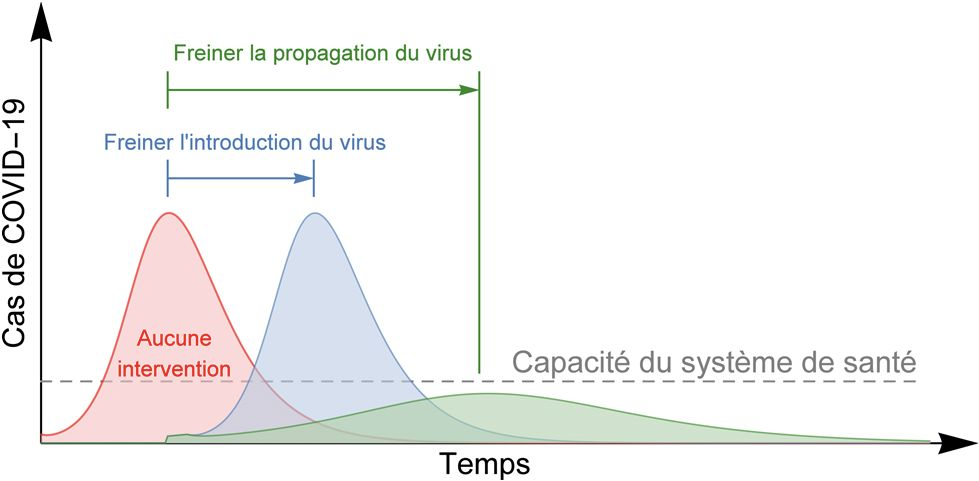 Freiner la propagation du virus
Freiner l'introduction du virus
Cas de COVID−19
Aucune
intervention
Capacité du système de santé
Temps